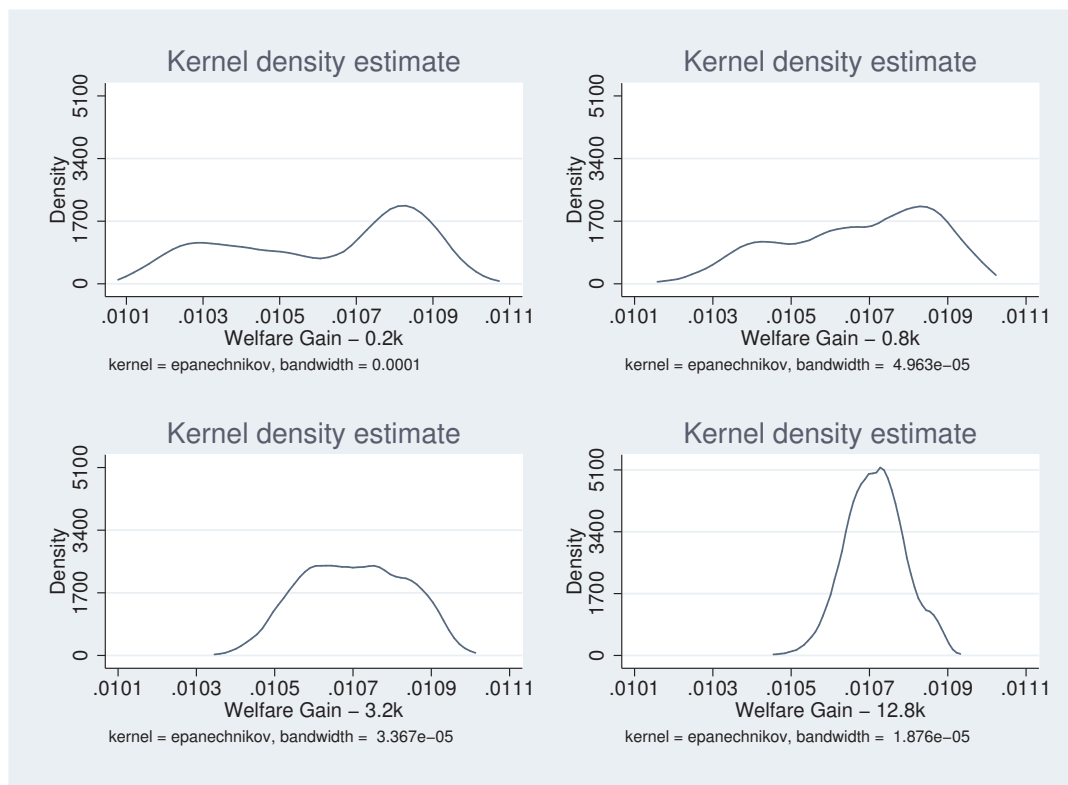 Kernel density estimate
Density
5100
3400
1700
0
.0101 .0103 .0105 .0107 .0109 .0111
Welfare Gain − 0.2k
kernel = epanechnikov, bandwidth = 0.0001
Kernel density estimate
Density
5100
3400
1700
0
.0101 .0103 .0105 .0107 .0109 .0111
Welfare Gain − 0.8k
kernel = epanechnikov, bandwidth = 4.963e−05
Kernel density estimate
Density
5100
3400
1700
0
.0101 .0103 .0105 .0107 .0109 .0111
Welfare Gain − 3.2k
kernel = epanechnikov, bandwidth = 3.367e−05
Kernel density estimate
Density
5100
3400
1700
0
.0101 .0103 .0105 .0107 .0109 .0111
Welfare Gain − 12.8k
kernel = epanechnikov, bandwidth = 1.876e−05